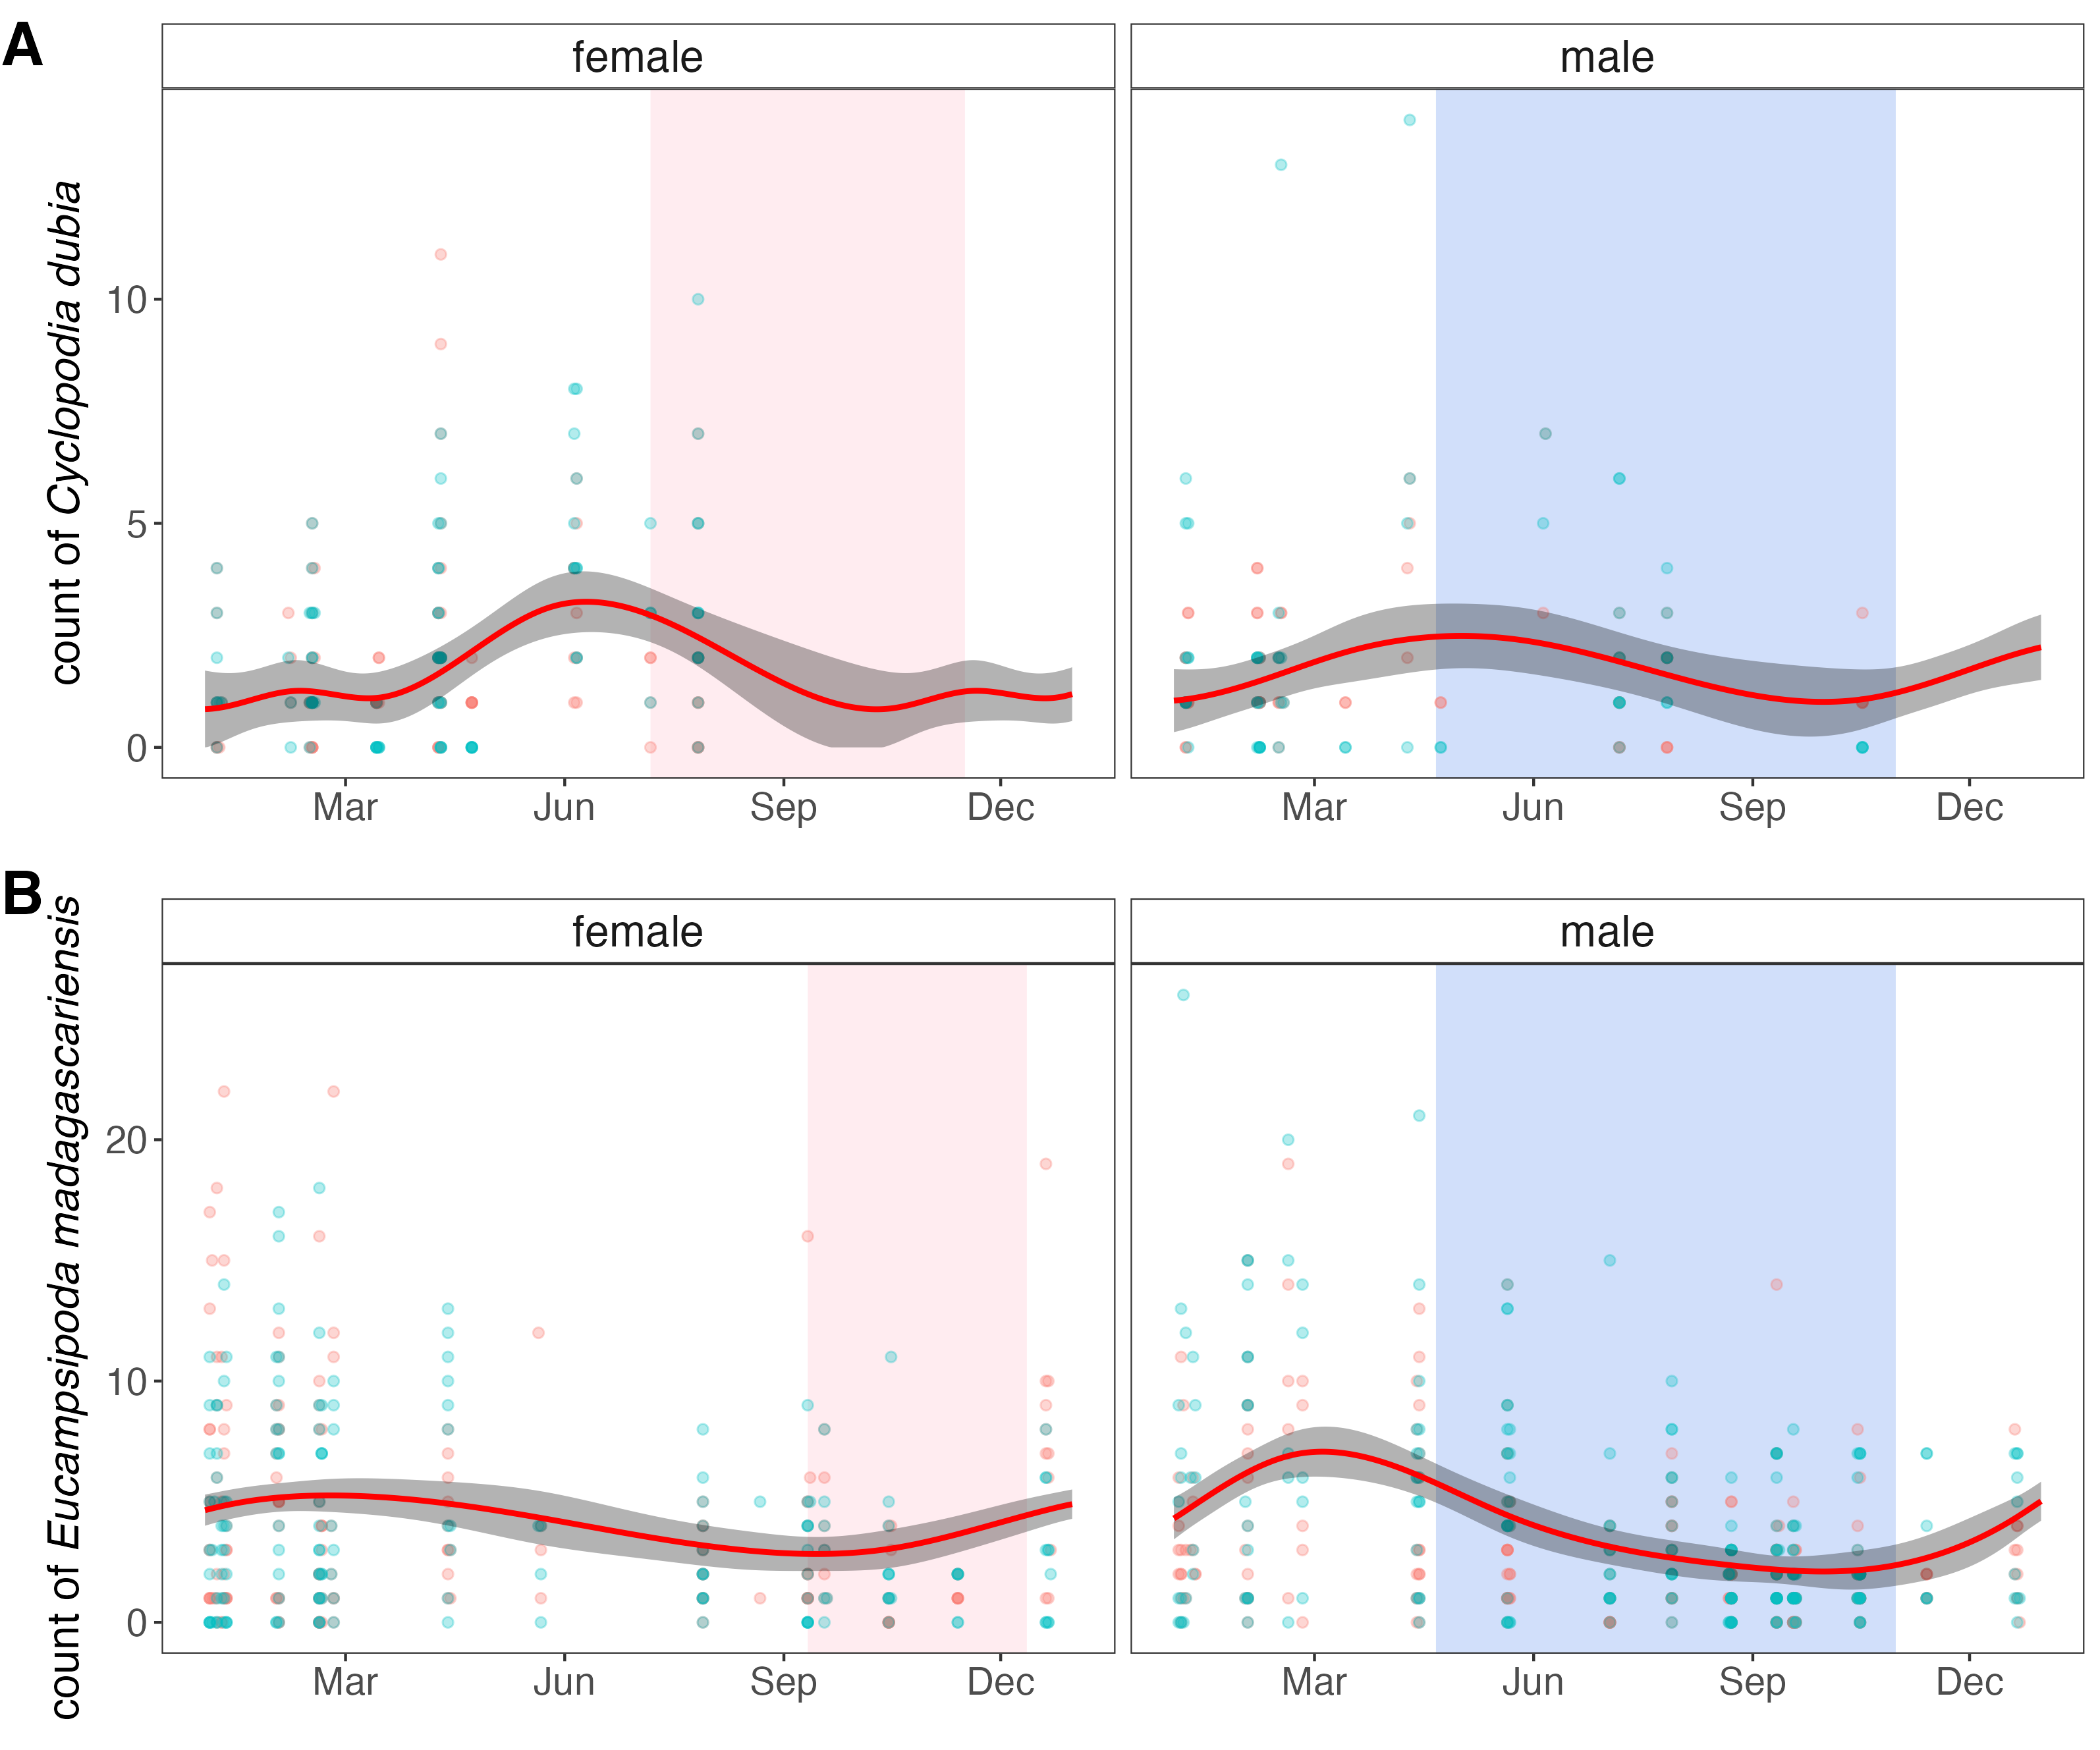 A
female male
count of Cyclopodia dubia
10
5
0
Mar Jun Sep Dec Mar Jun Sep Dec
B
female male
count of Eucampsipoda madagascariensis
20
10
0
Mar Jun Sep Dec Mar Jun Sep Dec